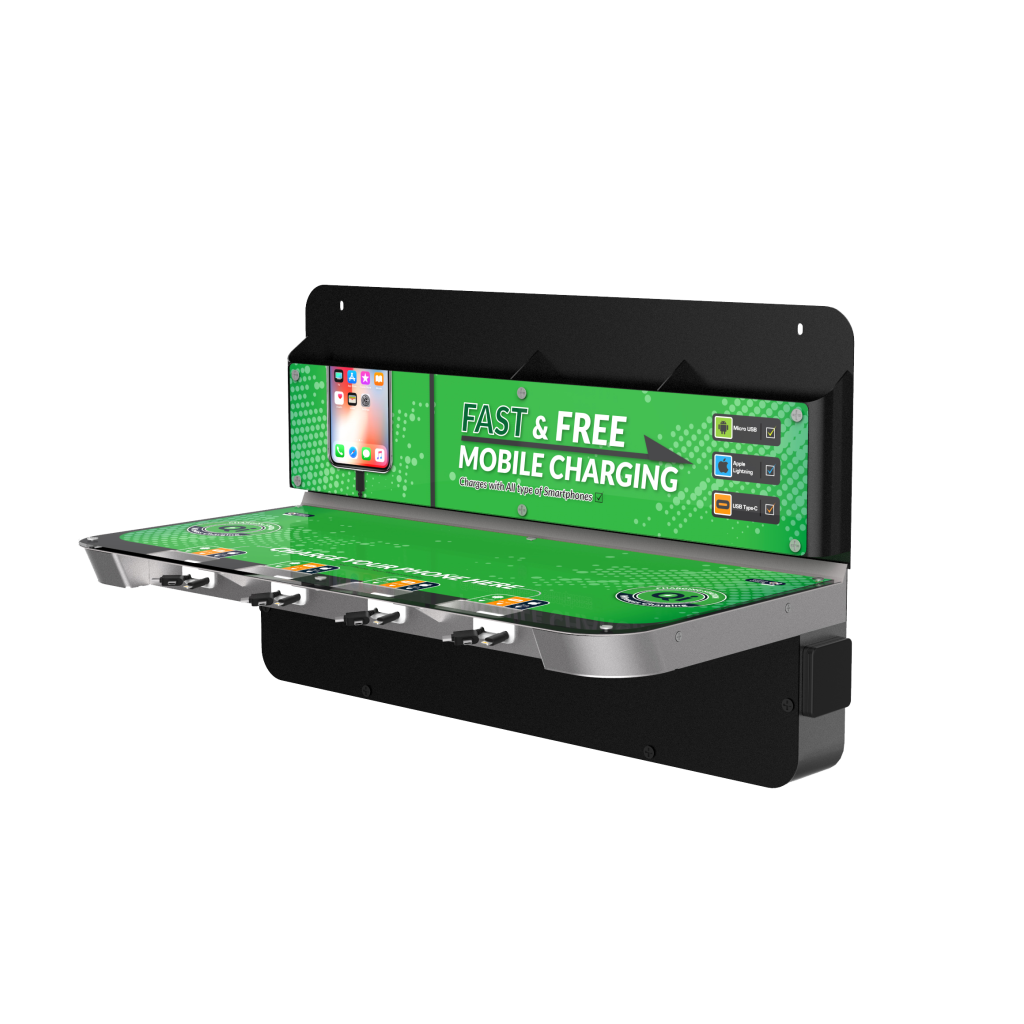 FAST & FREE
MOBILE CHARGING
Charges with All type of Smartphones
Micro USB
Apple
Lightning
USB Type-C
CHARGE YOUR PHONE HERE